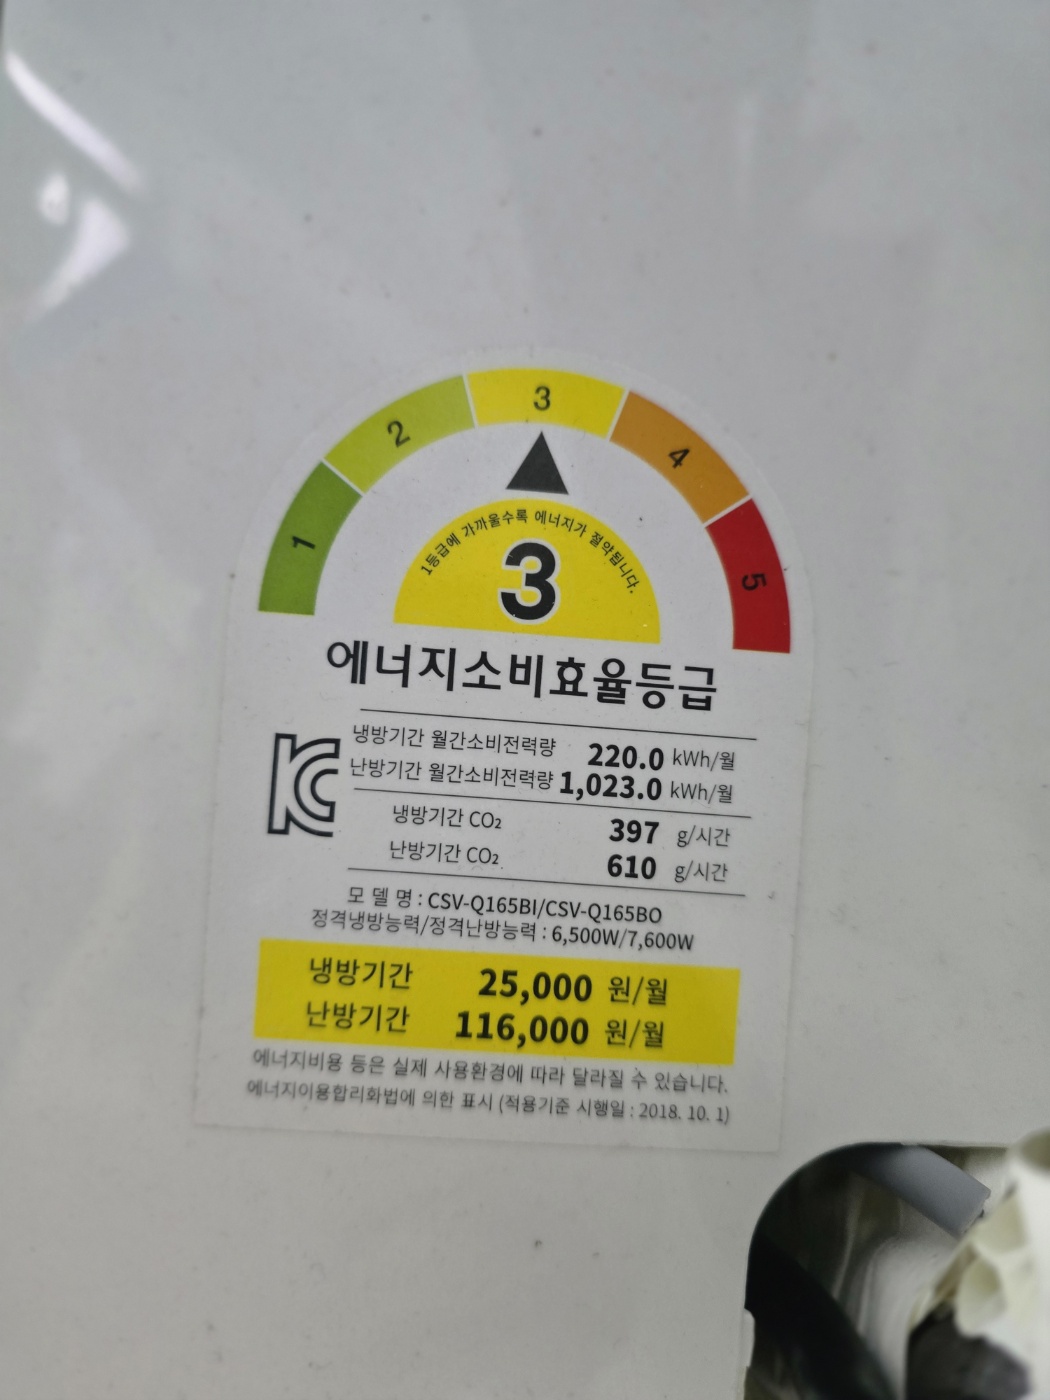 1
2
3
4
5
1등급에 가까울수록 에너지가 절약됩니다.
3
에너지소비효율등급
KC
냉방기간 월간소비전력량 220.0 kWh/월
난방기간 월간소비전력량 1,023.0 kWh/월
냉방기간 CO₂ 397 g/시간
난방기간 CO₂ 610 g/시간
모 델 명 : CSV-Q165BI/CSV-Q165BO
정격냉방능력/정격난방능력 : 6,500W/7,600W
냉방기간 25,000 원/월
난방기간 116,000 원/월
에너지비용 등은 실제 사용환경에 따라 달라질 수 있습니다.
에너지이용합리화법에 의한 표시 (적용기준 시행일 : 2018. 10. 1)